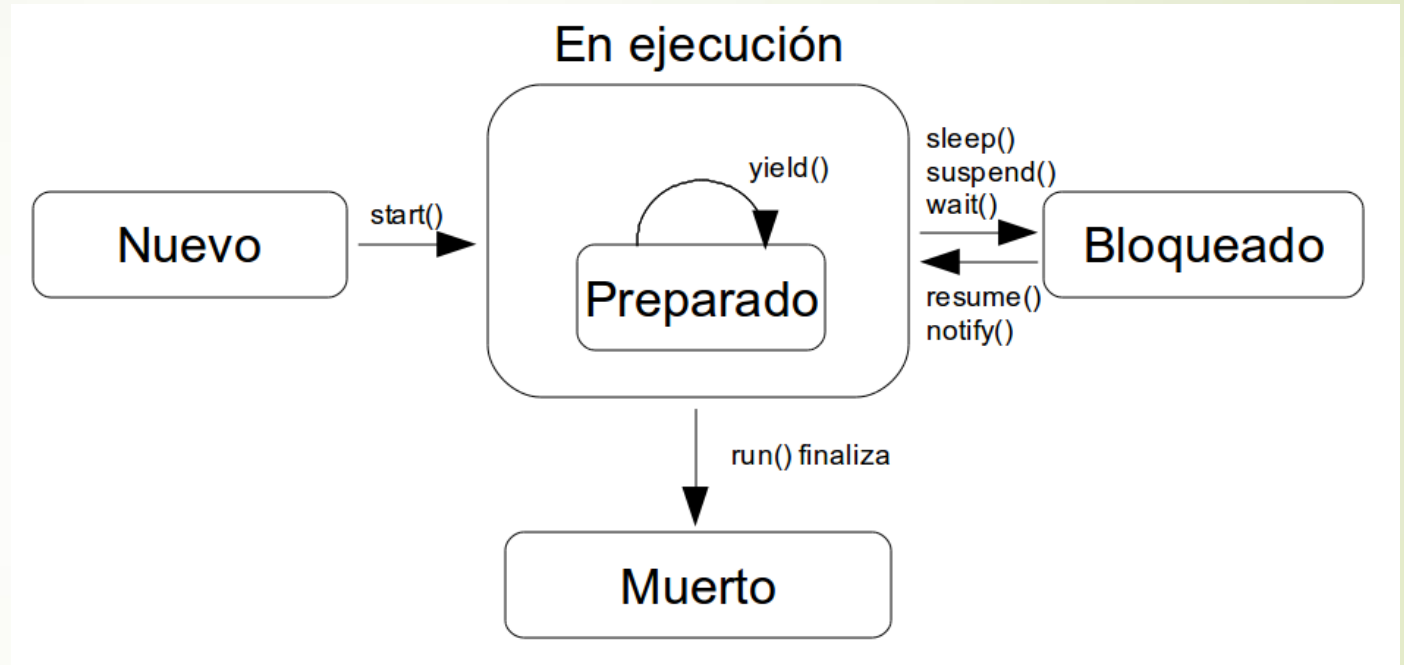 En ejecución
sleep()
suspend()
wait()
yield()
start()
Nuevo
Preparado
Bloqueado
resume()
notify()
run() finaliza
Muerto